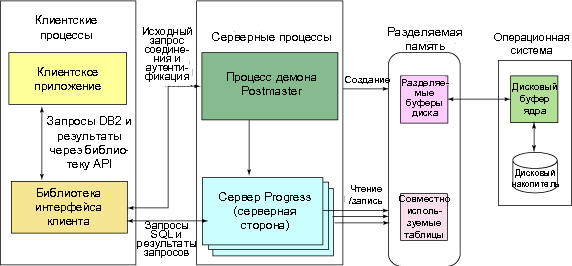 Клиентские
процессы
Клиентское
приложение
Запросы DB2 и
результаты
через библио-
теку API
Библиотека
интерфейса
клиента
Исходный
запрос
соедине-
ния и
аутенти-
фикация
Запросы
SQL и
результаты
запросов
Серверные процессы
Процесс демона
Postmaster
Сервер Progress
(серверная
сторона)
Создание
Чтение
/запись
Разделяемая
память
Разделяе-
мые
буферы
диска
Совместно
исполь-
зуемые
таблицы
Операционная
система
Дисковый
буфер
ядра
Дисковый
накопитель